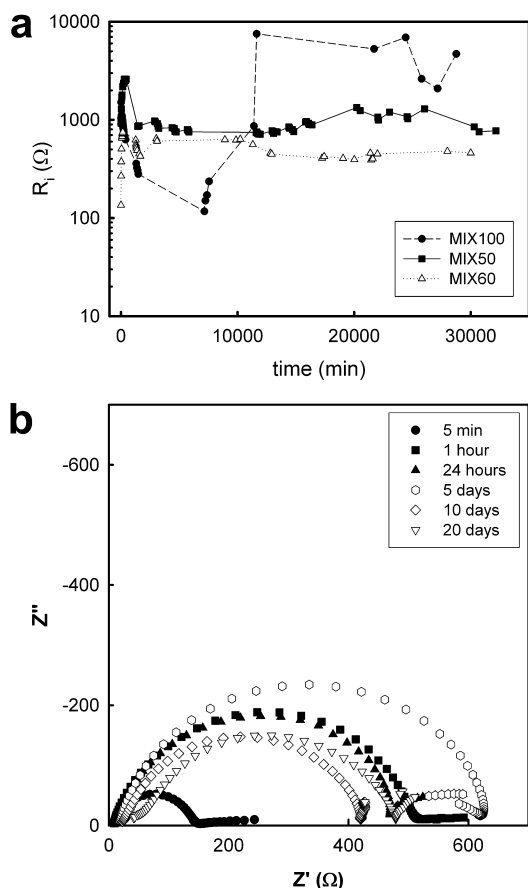 a
10000
1000
100
10
Rᵢ (Ω)
0 10000 20000 30000
time (min)
MIX100
MIX50
MIX60
b
-600
-400
-200
0
Z''
0 200 400 600
Z' (Ω)
5 min
1 hour
24 hours
5 days
10 days
20 days